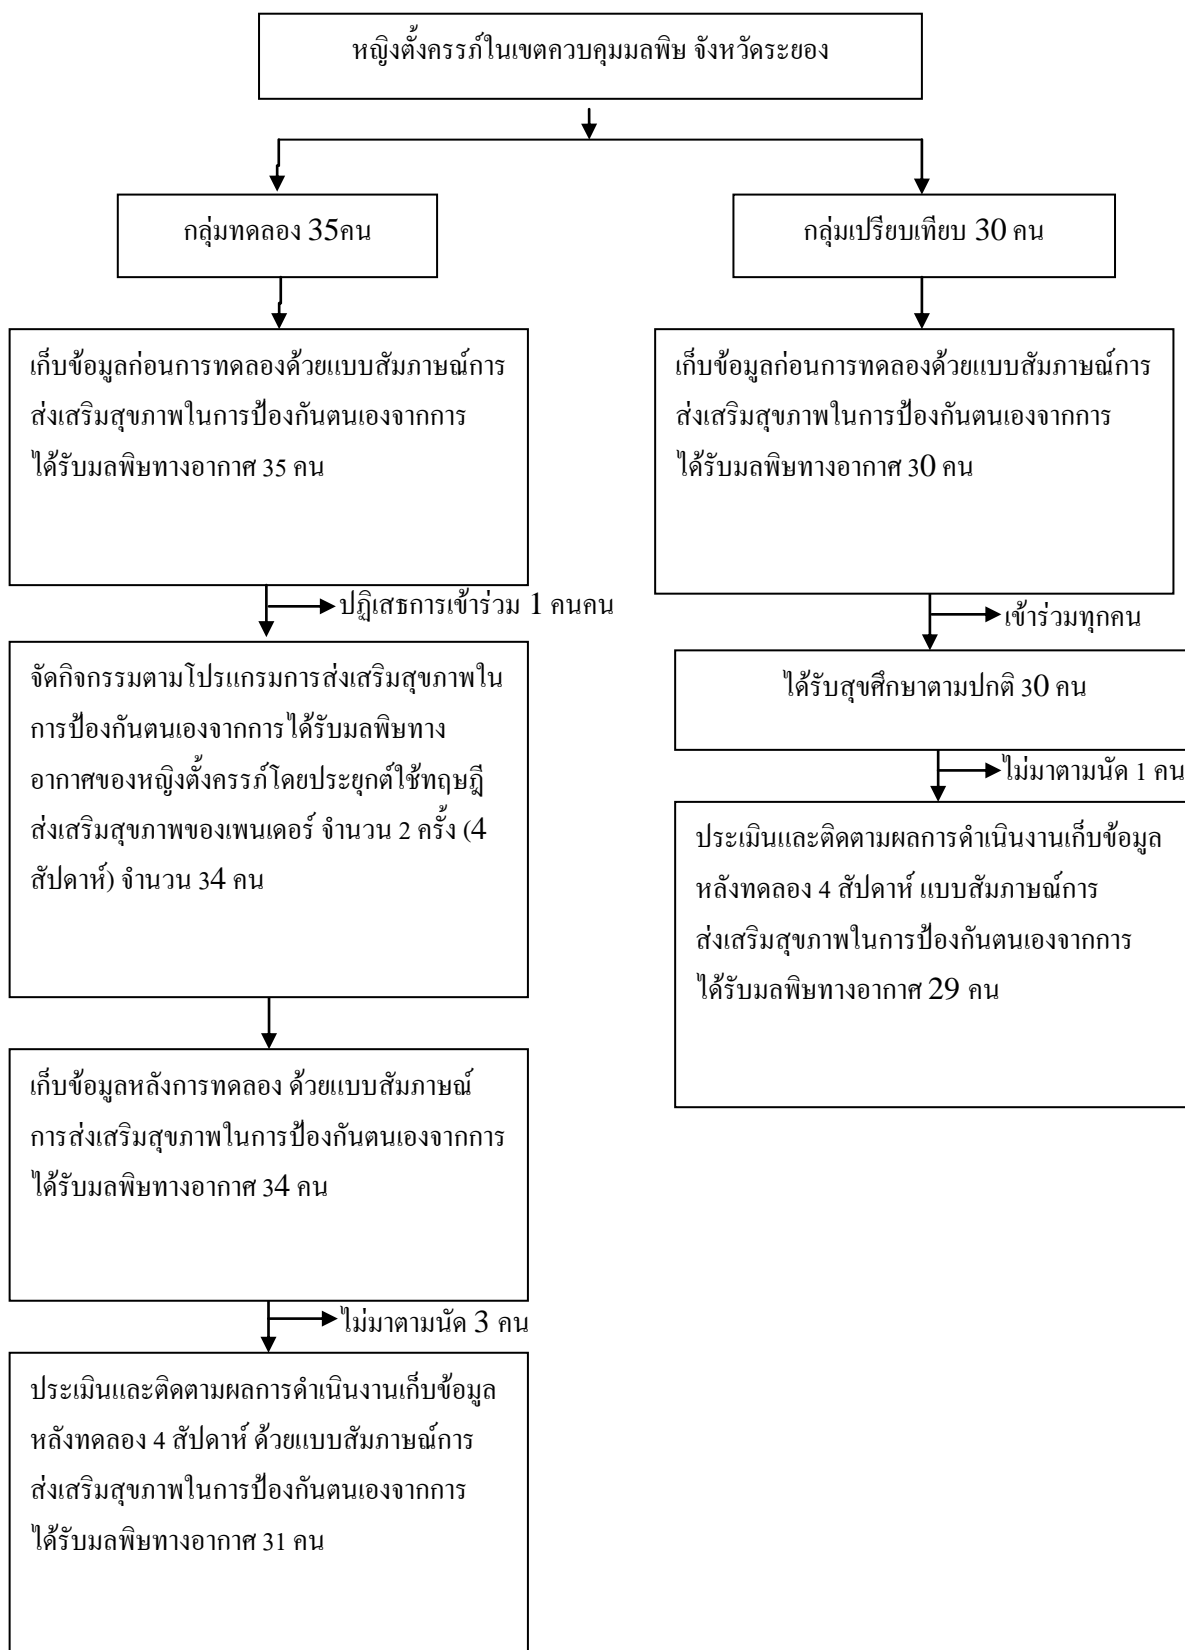 หญิงตั้งครรภ์ในเขตควบคุมมลพิษ จังหวัดระยอง
กลุ่มทดลอง 35คน
กลุ่มเปรียบเทียบ 30 คน
เก็บข้อมูลก่อนการทดลองด้วยแบบสัมภาษณ์การ
ส่งเสริมสุขภาพในการป้องกันตนเองจากการ
ได้รับมลพิษทางอากาศ 35 คน
เก็บข้อมูลก่อนการทดลองด้วยแบบสัมภาษณ์การ
ส่งเสริมสุขภาพในการป้องกันตนเองจากการ
ได้รับมลพิษทางอากาศ 30 คน
ปฏิเสธการเข้าร่วม 1 คนคน
เข้าร่วมทุกคน
จัดกิจกรรมตามโปรแกรมการส่งเสริมสุขภาพใน
การป้องกันตนเองจากการได้รับมลพิษทาง
อากาศของหญิงตั้งครรภ์โดยประยุกต์ใช้ทฤษฎี
ส่งเสริมสุขภาพของเพนเดอร์ จำนวน 2 ครั้ง (4
สัปดาห์) จำนวน 34 คน
ได้รับสุขศึกษาตามปกติ 30 คน
ไม่มาตามนัด 1 คน
ประเมินและติดตามผลการดำเนินงานเก็บข้อมูล
หลังทดลอง 4 สัปดาห์ แบบสัมภาษณ์การ
ส่งเสริมสุขภาพในการป้องกันตนเองจากการ
ได้รับมลพิษทางอากาศ 29 คน
เก็บข้อมูลหลังการทดลอง ด้วยแบบสัมภาษณ์
การส่งเสริมสุขภาพในการป้องกันตนเองจากการ
ได้รับมลพิษทางอากาศ 34 คน
ไม่มาตามนัด 3 คน
ประเมินและติดตามผลการดำเนินงานเก็บข้อมูล
หลังทดลอง 4 สัปดาห์ ด้วยแบบสัมภาษณ์การ
ส่งเสริมสุขภาพในการป้องกันตนเองจากการ
ได้รับมลพิษทางอากาศ 31 คน